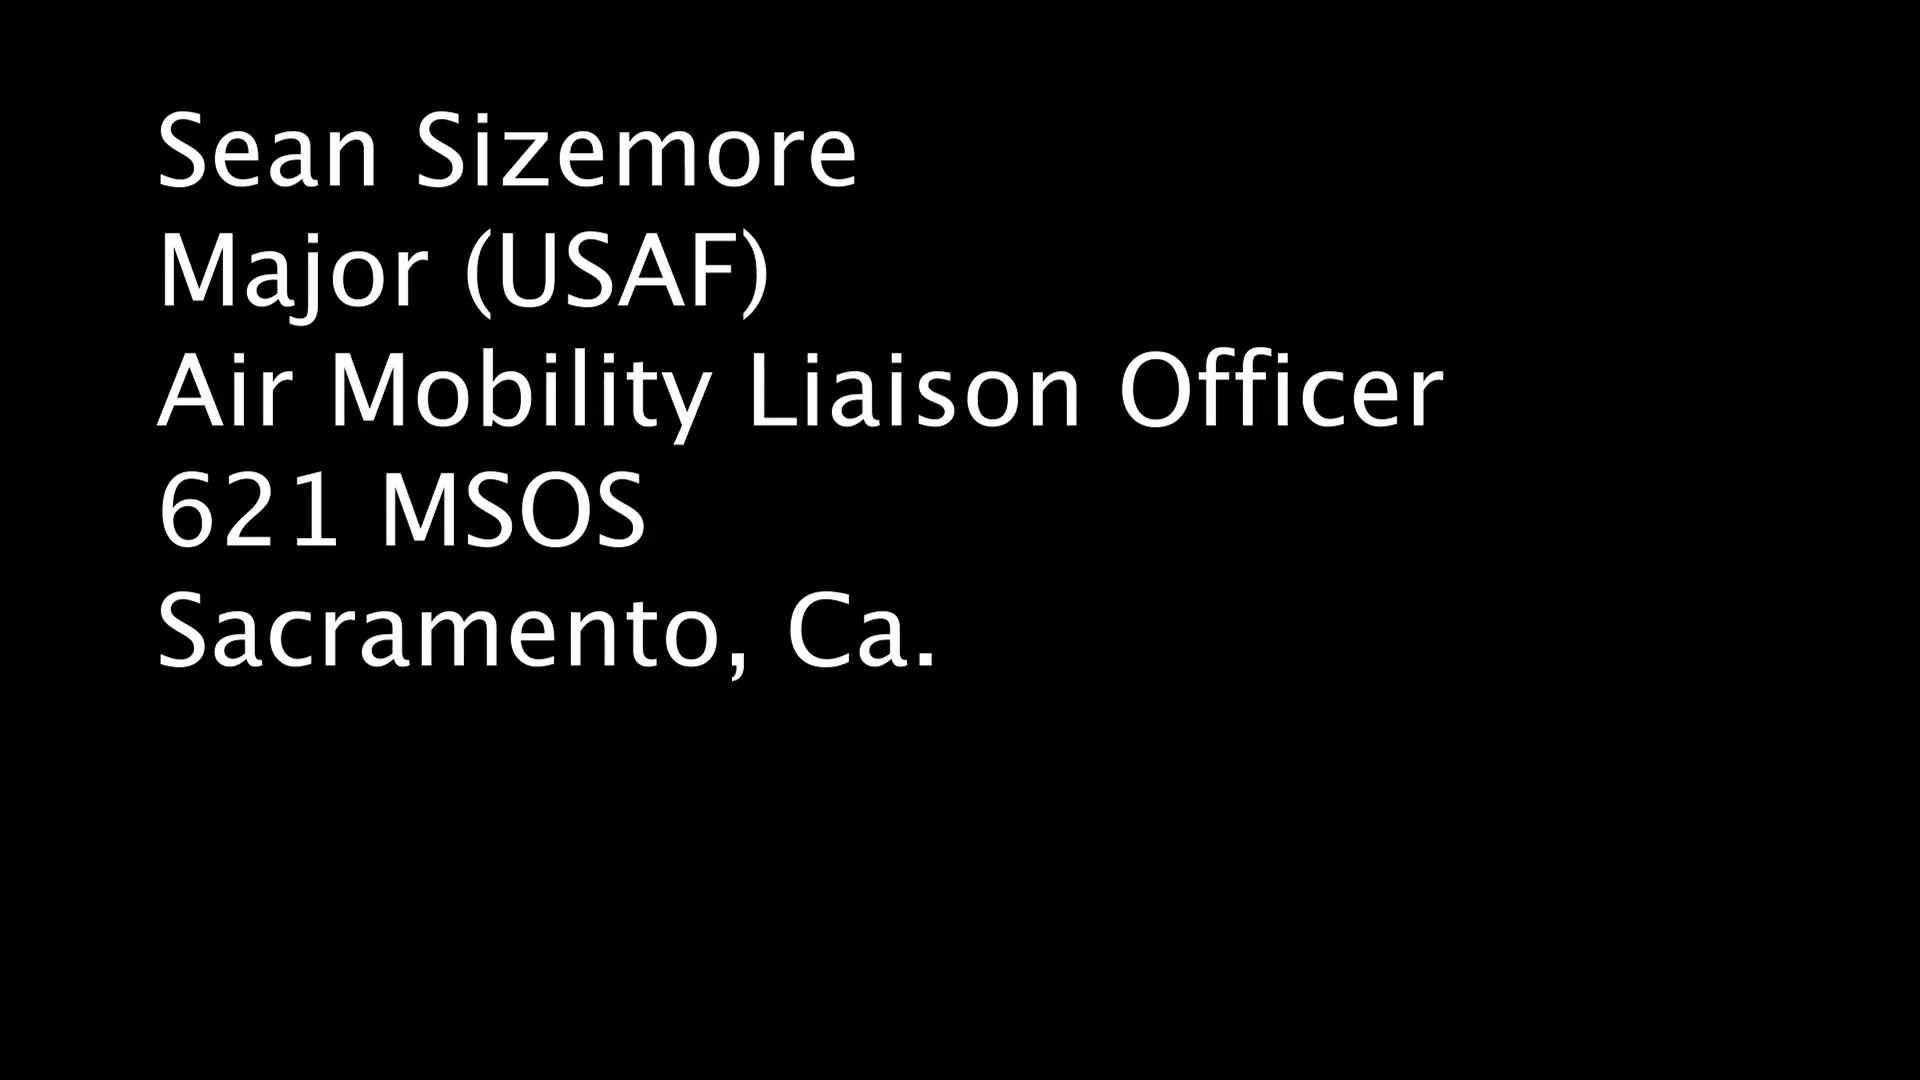 Sean Sizemore
Major (USAF)
Air Mobility Liaison Officer
621 MSOS
Sacramento, Ca.